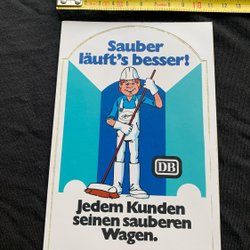 Sauber
läuft's besser!
DB
Jedem Kunden
seinen sauberen
Wagen.